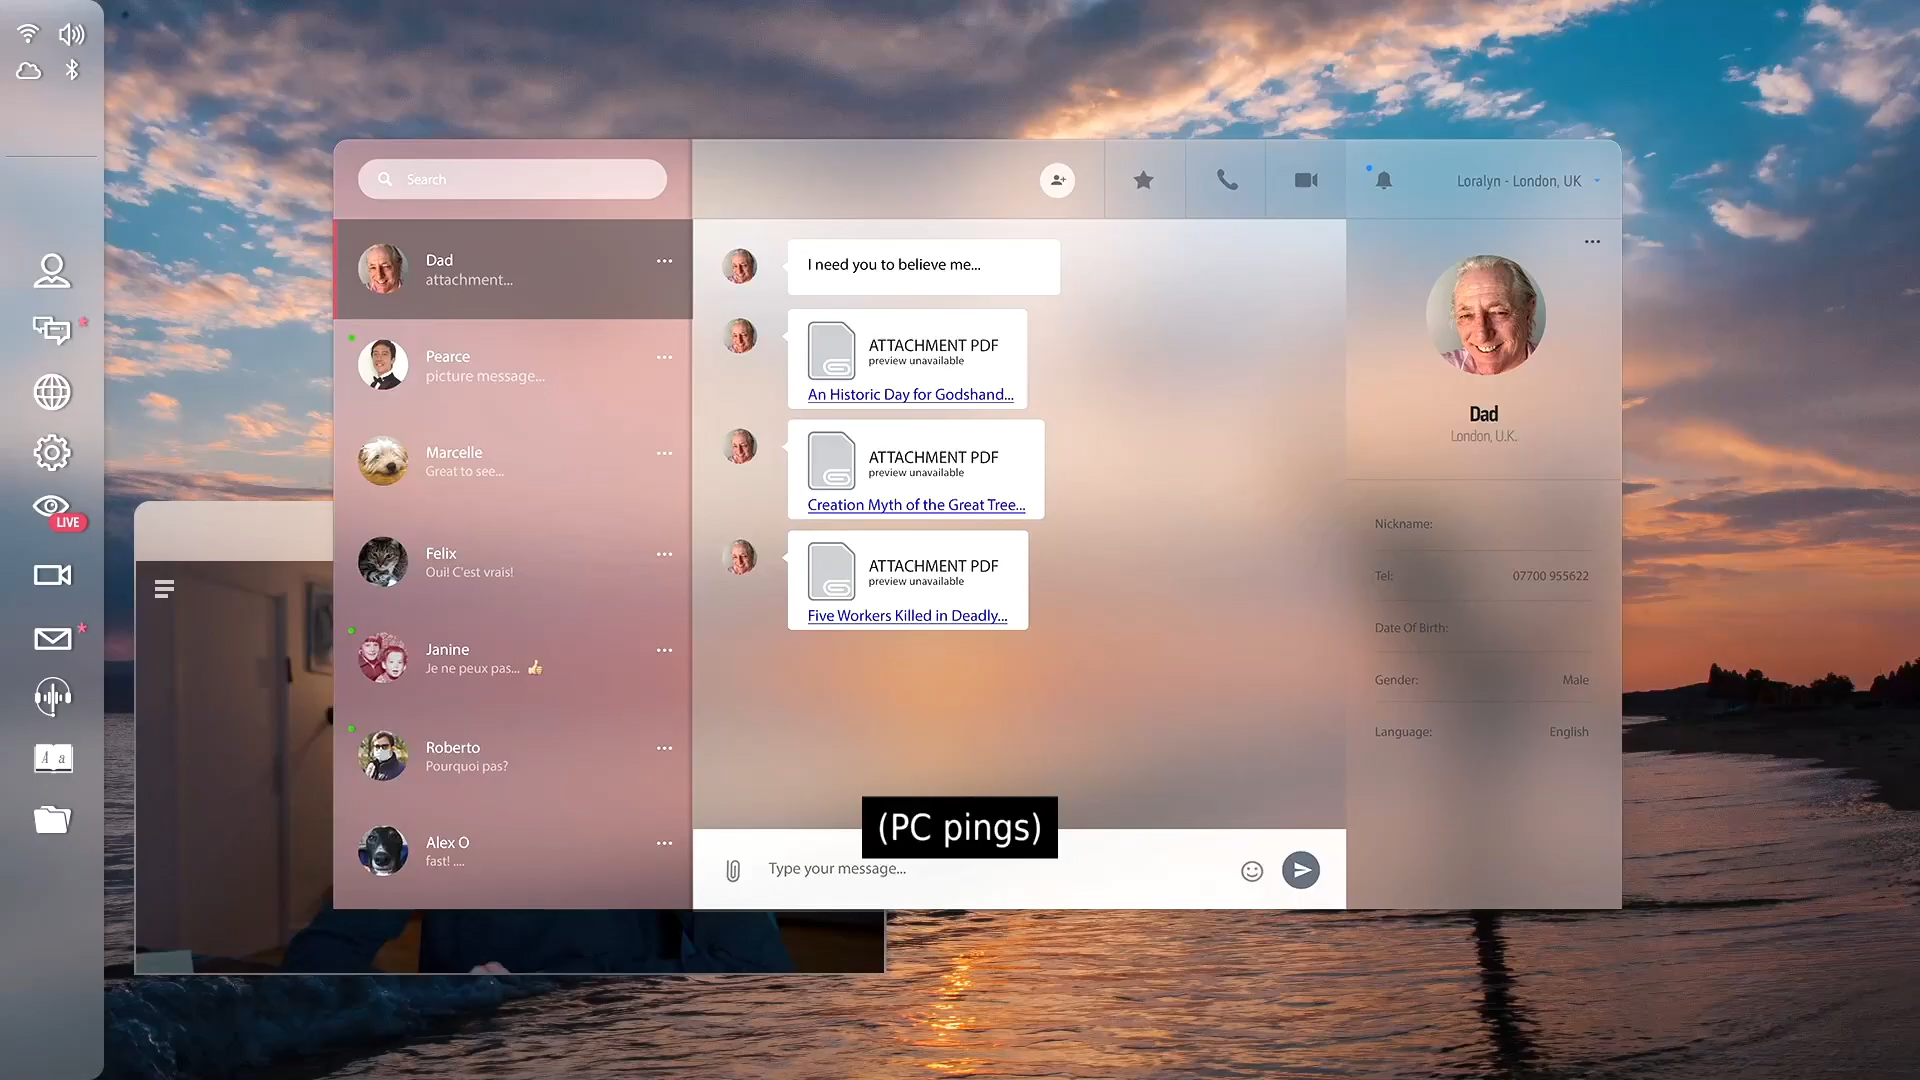 LIVE
Search
Dad
attachment...
Pearce
picture message...
Marcelle
Great to see...
Felix
Oui! C'est vrais!
Janine
Je ne peux pas...
Roberto
Pourquoi pas?
Alex O
fast! ....
I need you to believe me...
ATTACHMENT PDF
preview unavailable
An Historic Day for Godshand...
ATTACHMENT PDF
preview unavailable
Creation Myth of the Great Tree...
ATTACHMENT PDF
preview unavailable
Five Workers Killed in Deadly...
(PC pings)
Type your message...
Loralyn - London, UK
Dad
London, U.K.
Nickname:
Tel: 07700 955622
Date Of Birth:
Gender: Male
Language: English
A a